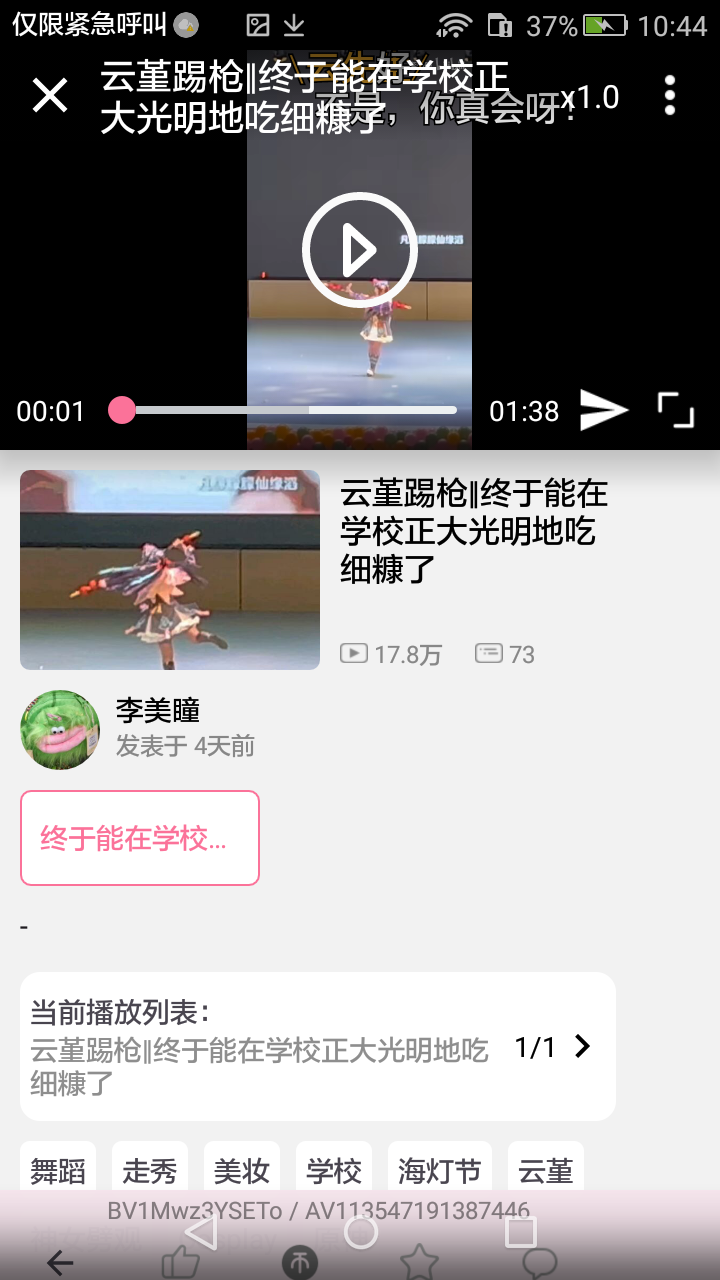 仅限紧急呼叫
37%
10:44
云堇踢枪‖终于能在学校正
大光明地吃细糠了
不是，你真会呀！
x1.0
00:01
01:38
云堇踢枪‖终于能在
学校正大光明地吃
细糠了
17.8万
73
李美瞳
发表于 4天前
终于能在学校...
-
当前播放列表：
云堇踢枪‖终于能在学校正大光明地吃
细糠了
1/1
舞蹈 走秀 美妆 学校 海灯节 云堇
BV1Mwz3YSETo / AV113547191387446